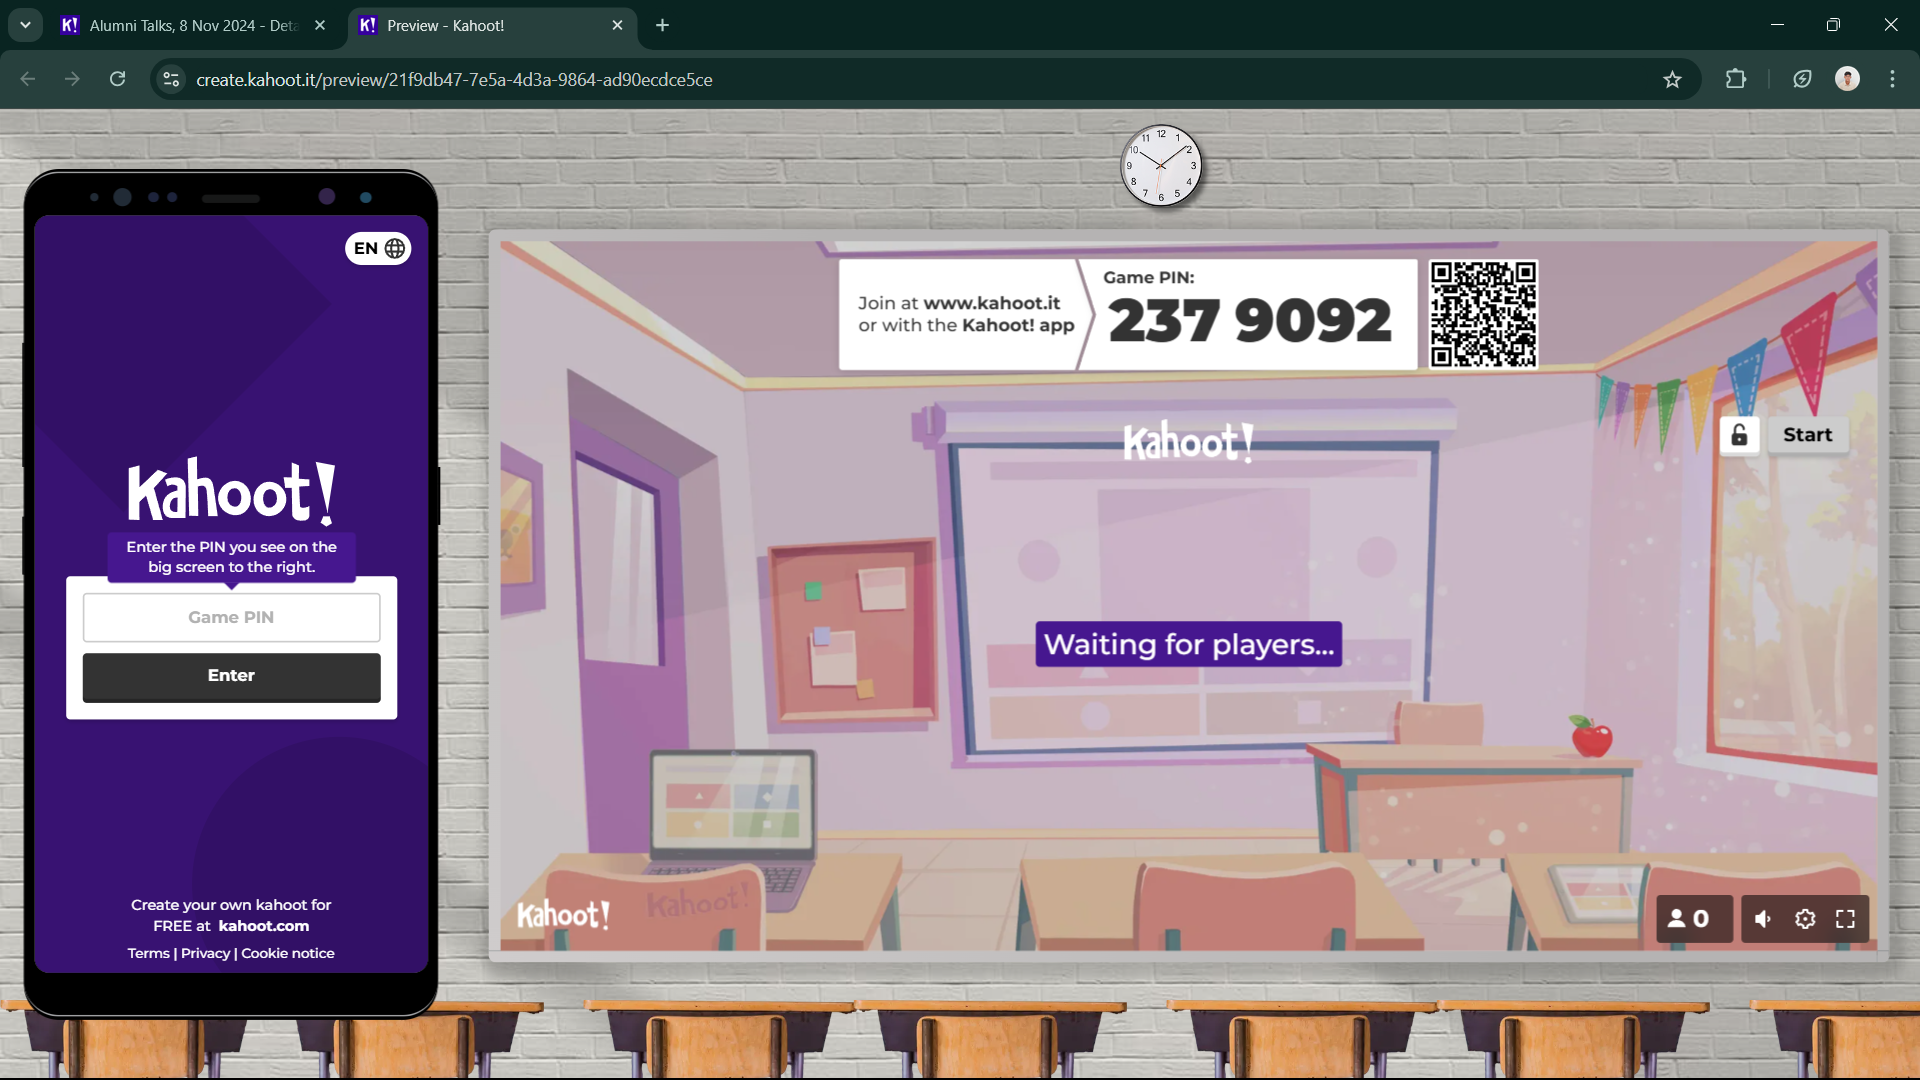 Alumni Talks, 8 Nov 2024 - Deta
Preview - Kahoot!
create.kahoot.it/preview/21f9db47-7e5a-4d3a-9864-ad90ecdce5ce
12
11 1
10 2
9 3
8 4
7 5
6
EN
Kahoot!
Enter the PIN you see on the
big screen to the right.
Game PIN
Enter
Create your own kahoot for
FREE at kahoot.com
Terms | Privacy | Cookie notice
Join at www.kahoot.it
or with the Kahoot! app
Game PIN:
237 9092
Kahoot!
Start
Waiting for players...
Kahoot!
Kahoot!
0